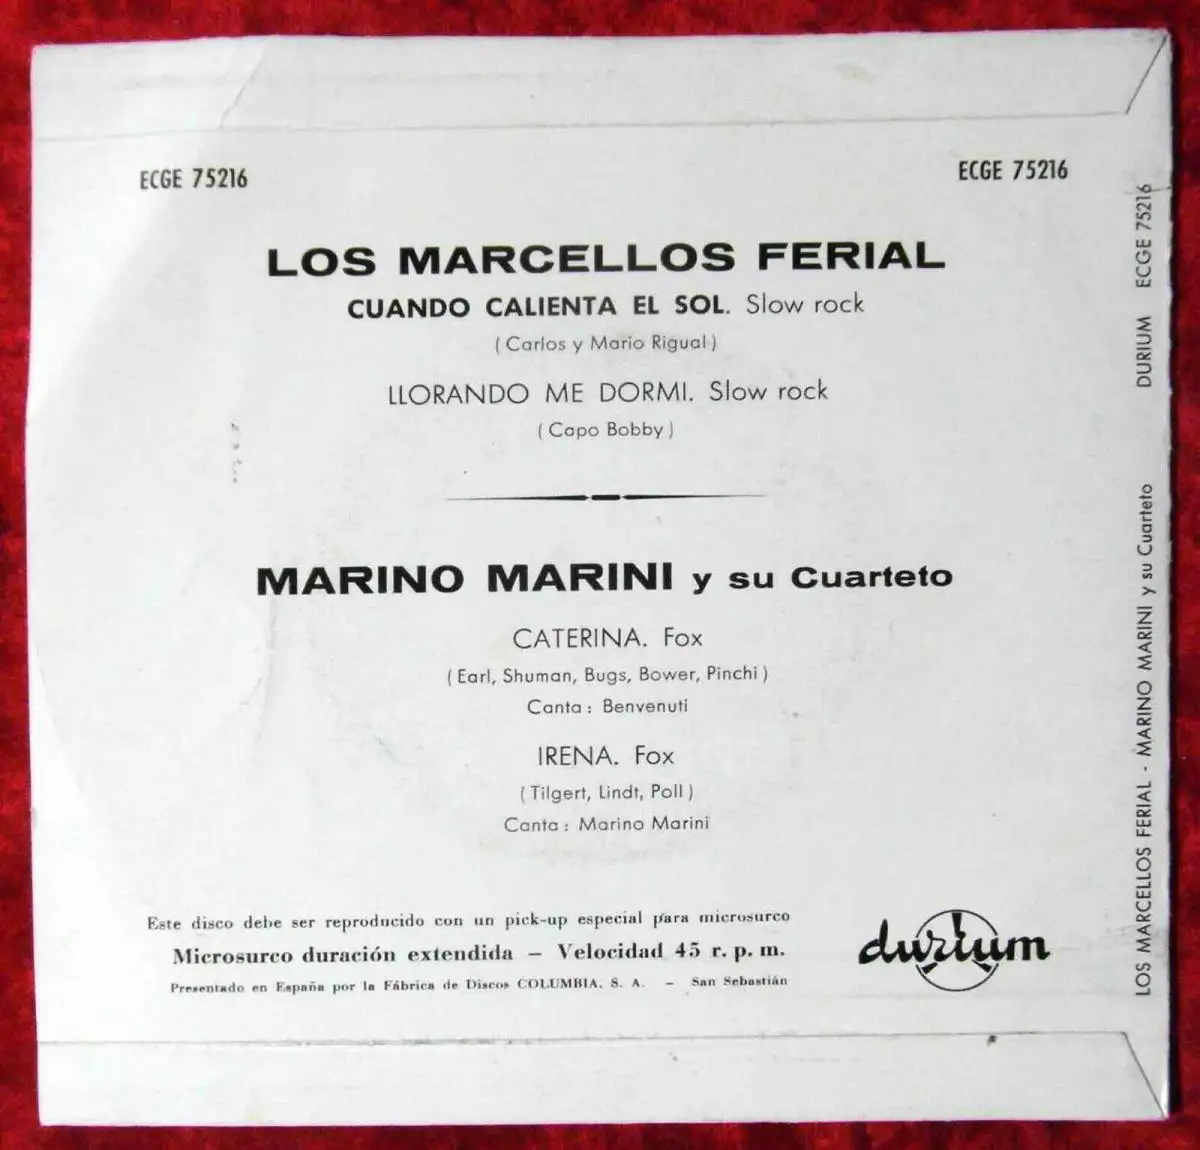 ECGE 75216
ECGE 75216
LOS MARCELLOS FERIAL
CUANDO CALIENTA EL SOL. Slow rock
(Carlos y Mario Rigual)
LLORANDO ME DORMI. Slow rock
(Capo Bobby)
MARINO MARINI y su Cuarteto
CATERINA. Fox
(Earl, Shuman, Bugs, Bower, Pinchi)
Canta: Benvenuti
IRENA. Fox
(Tilgert, Lindt, Poll)
Canta: Marino Marini
Este disco debe ser reproducido con un pick-up especial para microsurco
Microsurco duración extendida – Velocidad 45 r. p. m.
Presentado en España por la Fábrica de Discos COLUMBIA. S. A. – San Sebastián
durium
LOS MARCELLOS FERIAL - MARINO MARINI y su Cuarteto DURIUM ECGE 75216